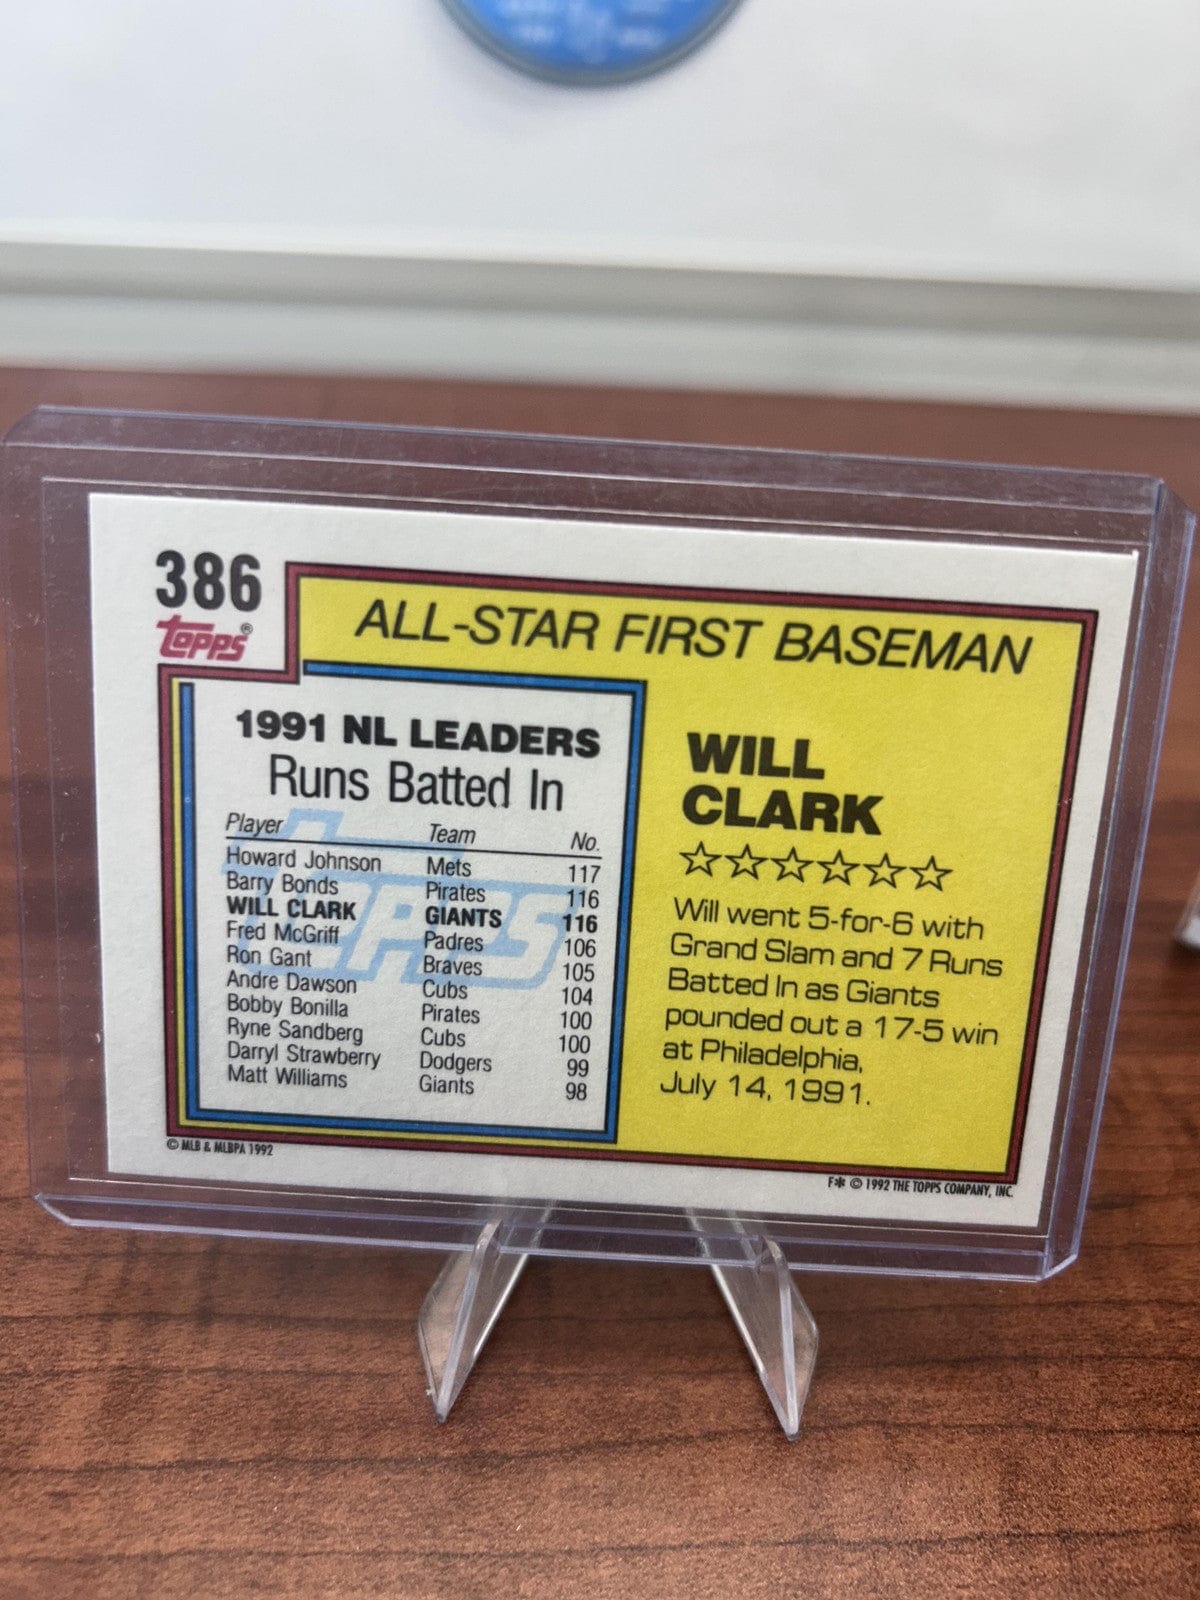 386
topps®
ALL-STAR FIRST BASEMAN
1991 NL LEADERS
Runs Batted In
Player Team No.
Howard Johnson Mets 117
Barry Bonds Pirates 116
WILL CLARK GIANTS 116
Fred McGriff Padres 106
Ron Gant Braves 105
Andre Dawson Cubs 104
Bobby Bonilla Pirates 100
Ryne Sandberg Cubs 100
Darryl Strawberry Dodgers 99
Matt Williams Giants 98
topps
WILL
CLARK
☆☆☆☆☆☆
Will went 5-for-6 with
Grand Slam and 7 Runs
Batted In as Giants
pounded out a 17-5 win
at Philadelphia,
July 14, 1991.
© MLB & MLBPA 1992
F✻ © 1992 THE TOPPS COMPANY, INC.